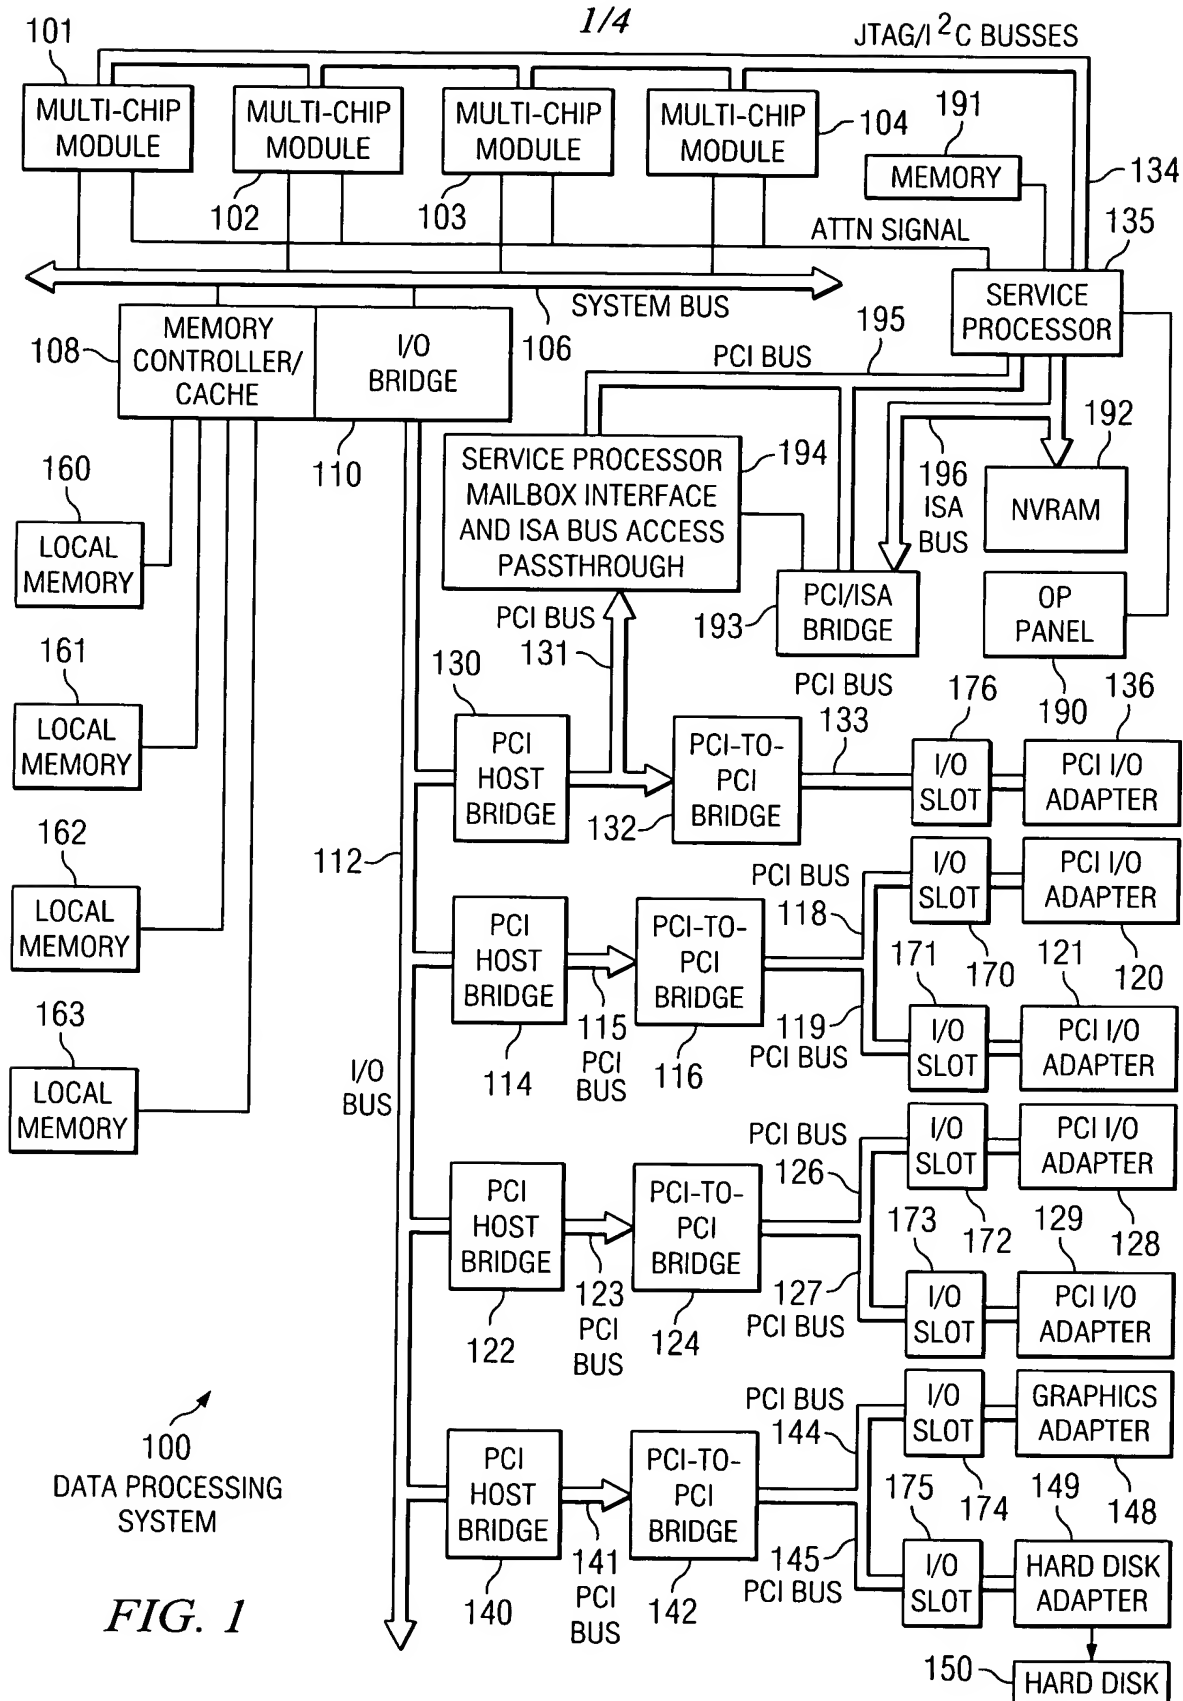 1/4
101
JTAG/I 2C BUSSES
MULTI-CHIP
MODULE
MULTI-CHIP
MODULE
MULTI-CHIP
MODULE
MULTI-CHIP
MODULE
104
191
MEMORY
134
102
103
ATTN SIGNAL
135
SYSTEM BUS
106
SERVICE
PROCESSOR
108
MEMORY
CONTROLLER/
CACHE
I/O
BRIDGE
195
PCI BUS
110
SERVICE PROCESSOR
MAILBOX INTERFACE
AND ISA BUS ACCESS
PASSTHROUGH
194
196
ISA
BUS
192
NVRAM
160
LOCAL
MEMORY
PCI BUS
131
193
PCI/ISA
BRIDGE
OP
PANEL
190
161
LOCAL
MEMORY
130
PCI
HOST
BRIDGE
PCI-TO-
PCI
BRIDGE
132
PCI BUS
133
176
I/O
SLOT
136
PCI I/O
ADAPTER
162
LOCAL
MEMORY
112
PCI BUS
118
I/O
SLOT
170
PCI I/O
ADAPTER
120
PCI
HOST
BRIDGE
114
115
PCI
BUS
PCI-TO-
PCI
BRIDGE
116
119
PCI BUS
171
I/O
SLOT
121
PCI I/O
ADAPTER
163
LOCAL
MEMORY
I/O
BUS
PCI BUS
126
I/O
SLOT
172
PCI I/O
ADAPTER
128
PCI
HOST
BRIDGE
122
123
PCI
BUS
PCI-TO-
PCI
BRIDGE
124
127
PCI BUS
173
I/O
SLOT
129
PCI I/O
ADAPTER
100
DATA PROCESSING
SYSTEM
PCI BUS
144
I/O
SLOT
174
GRAPHICS
ADAPTER
148
PCI
HOST
BRIDGE
140
141
PCI
BUS
PCI-TO-
PCI
BRIDGE
142
145
PCI BUS
175
I/O
SLOT
149
HARD DISK
ADAPTER
150
HARD DISK
FIG. 1